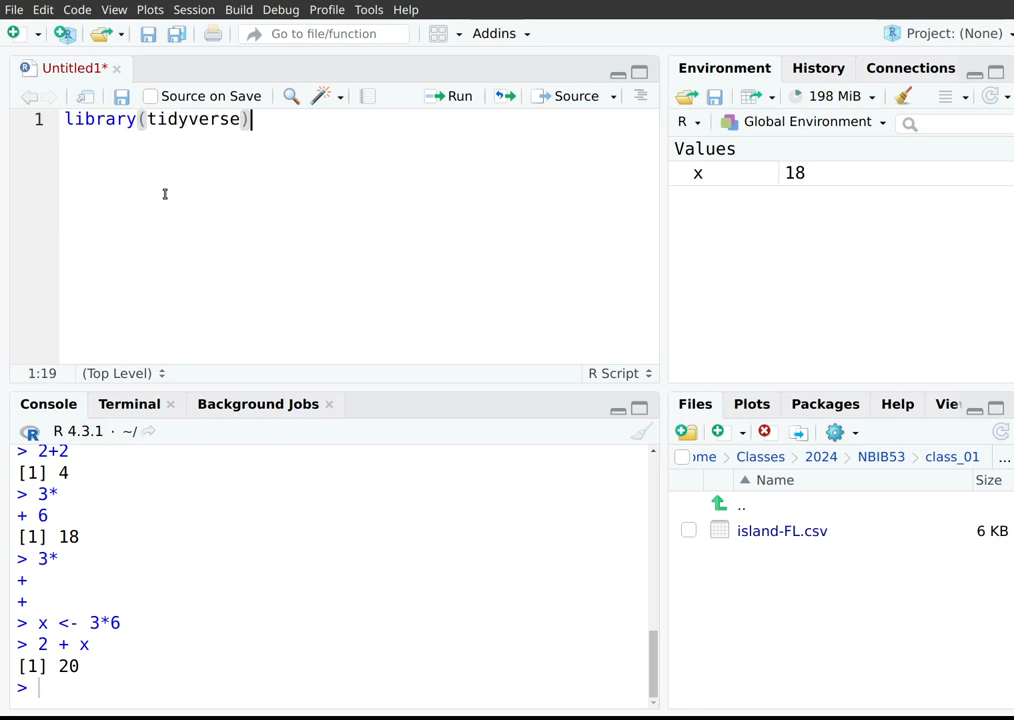 File Edit Code View Plots Session Build Debug Profile Tools Help
Go to file/function Addins Project: (None)
Untitled1*
Source on Save Run Source
1 library(tidyverse)
1:19 (Top Level) R Script
Console Terminal Background Jobs
R 4.3.1 · ~/
> 2+2
[1] 4
> 3*
+ 6
[1] 18
> 3*
+
+
> x <- 3*6
> 2 + x
[1] 20
>
Environment History Connections
198 MiB
R Global Environment
Values
x 18
Files Plots Packages Help Vie
ome Classes 2024 NBIB53 class_01 ...
Name Size
..
island-FL.csv 6 KB